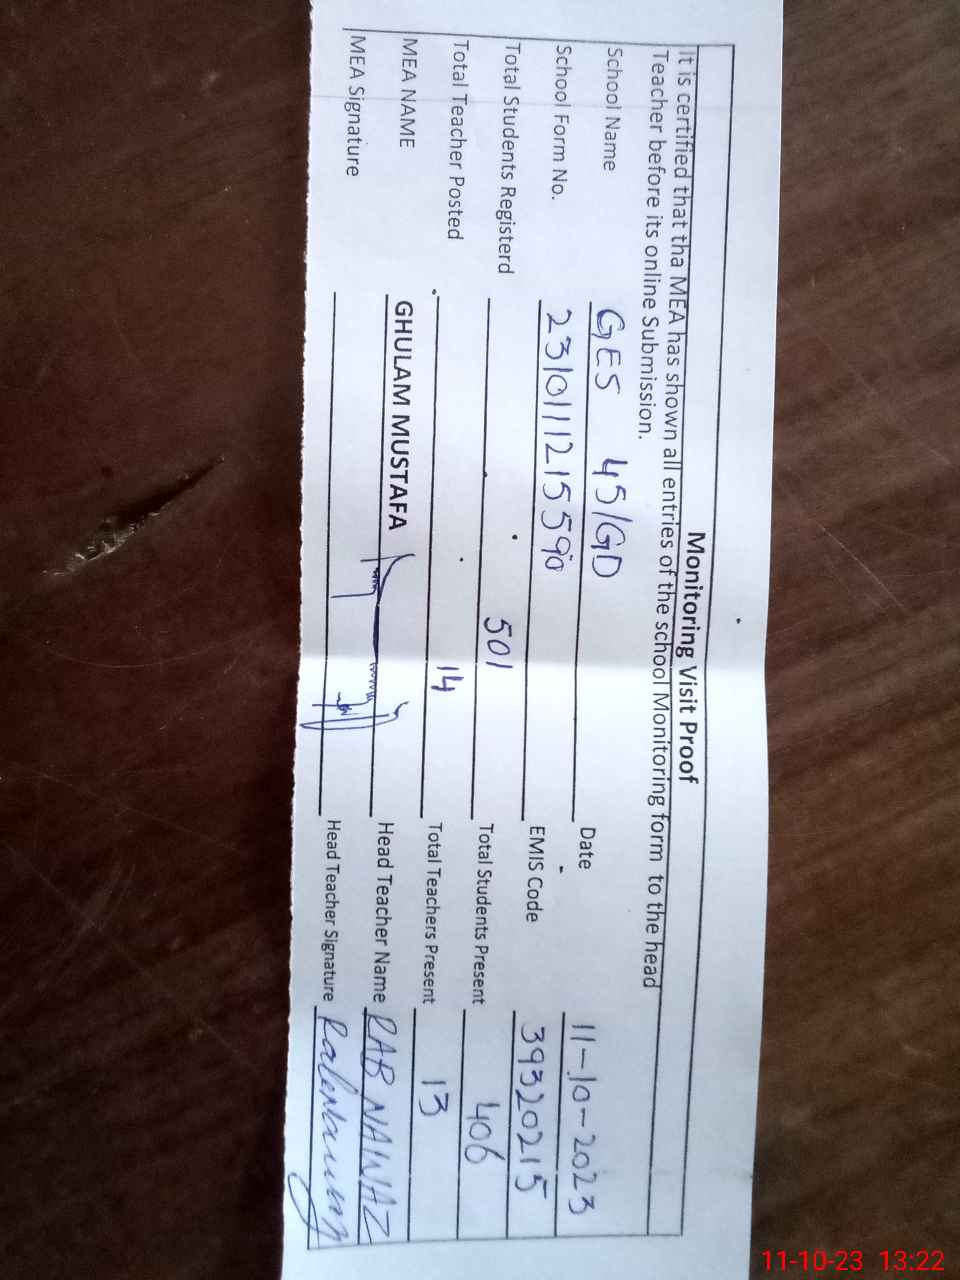 Monitoring Visit Proof
It is certified that tha MEA has shown all entries of the school Monitoring form to the head
Teacher before its online Submission.
School Name GES 45/GD Date 11-10-2023
School Form No. 2310111215590 EMIS Code 39320215
Total Students Registerd 501 Total Students Present 406
Total Teacher Posted 14 Total Teachers Present 13
MEA NAME GHULAM MUSTAFA Head Teacher Name RAB NAWAZ
MEA Signature Head Teacher Signature
11-10-23 13:22